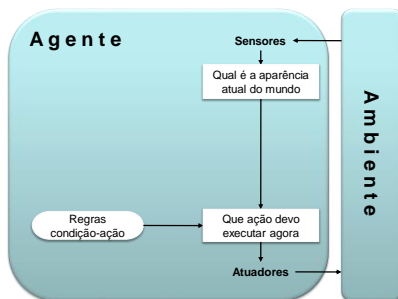 Agente
Sensores
Qual é a aparência
atual do mundo
Ambiente
Regras
condição-ação
Que ação devo
executar agora
Atuadores